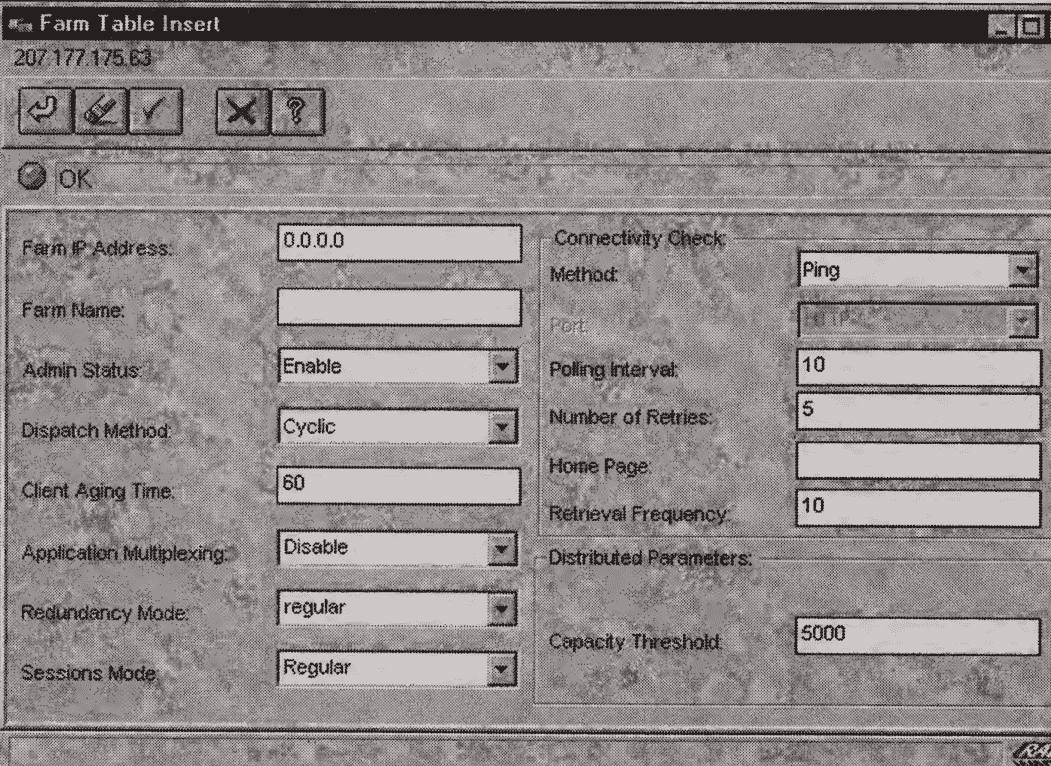 Farm Table Insert
207.177.175.63
OK
Farm IP Address: 0.0.0.0
Farm Name:
Admin Status: Enable
Dispatch Method: Cyclic
Client Aging Time: 60
Application Multiplexing: Disable
Redundancy Mode: regular
Sessions Mode: Regular
Connectivity Check:
Method: Ping
Port: HTTP
Polling Interval: 10
Number of Retries: 5
Home Page:
Retrieval Frequency: 10
Distributed Parameters:
Capacity Threshold: 5000